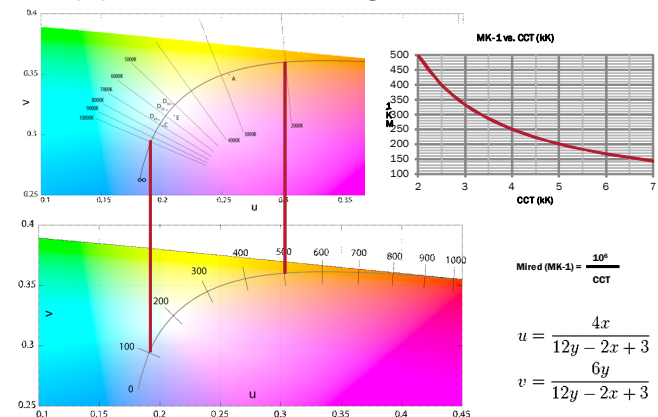 0.4
0.35
0.3
0.25
v
0.1
0.15
0.2
0.25
0.3
0.35
u
5000K
6000K
7000K
8000K
9000K
10000K
4000K
3000K
2000K
A
E
C
∞
MK-1 vs. CCT (kK)
500
450
400
350
300
250
200
150
100
MK-1
2
3
4
5
6
7
CCT (kK)
0.4
0.35
0.3
0.25
v
0.1
0.15
0.2
0.25
0.3
0.35
0.4
0.45
u
0
100
200
300
400
500
600
700
800
900
1000
Mired (MK-1) = 10⁶ / CCT
u = 4x / (12y − 2x + 3)
v = 6y / (12y − 2x + 3)